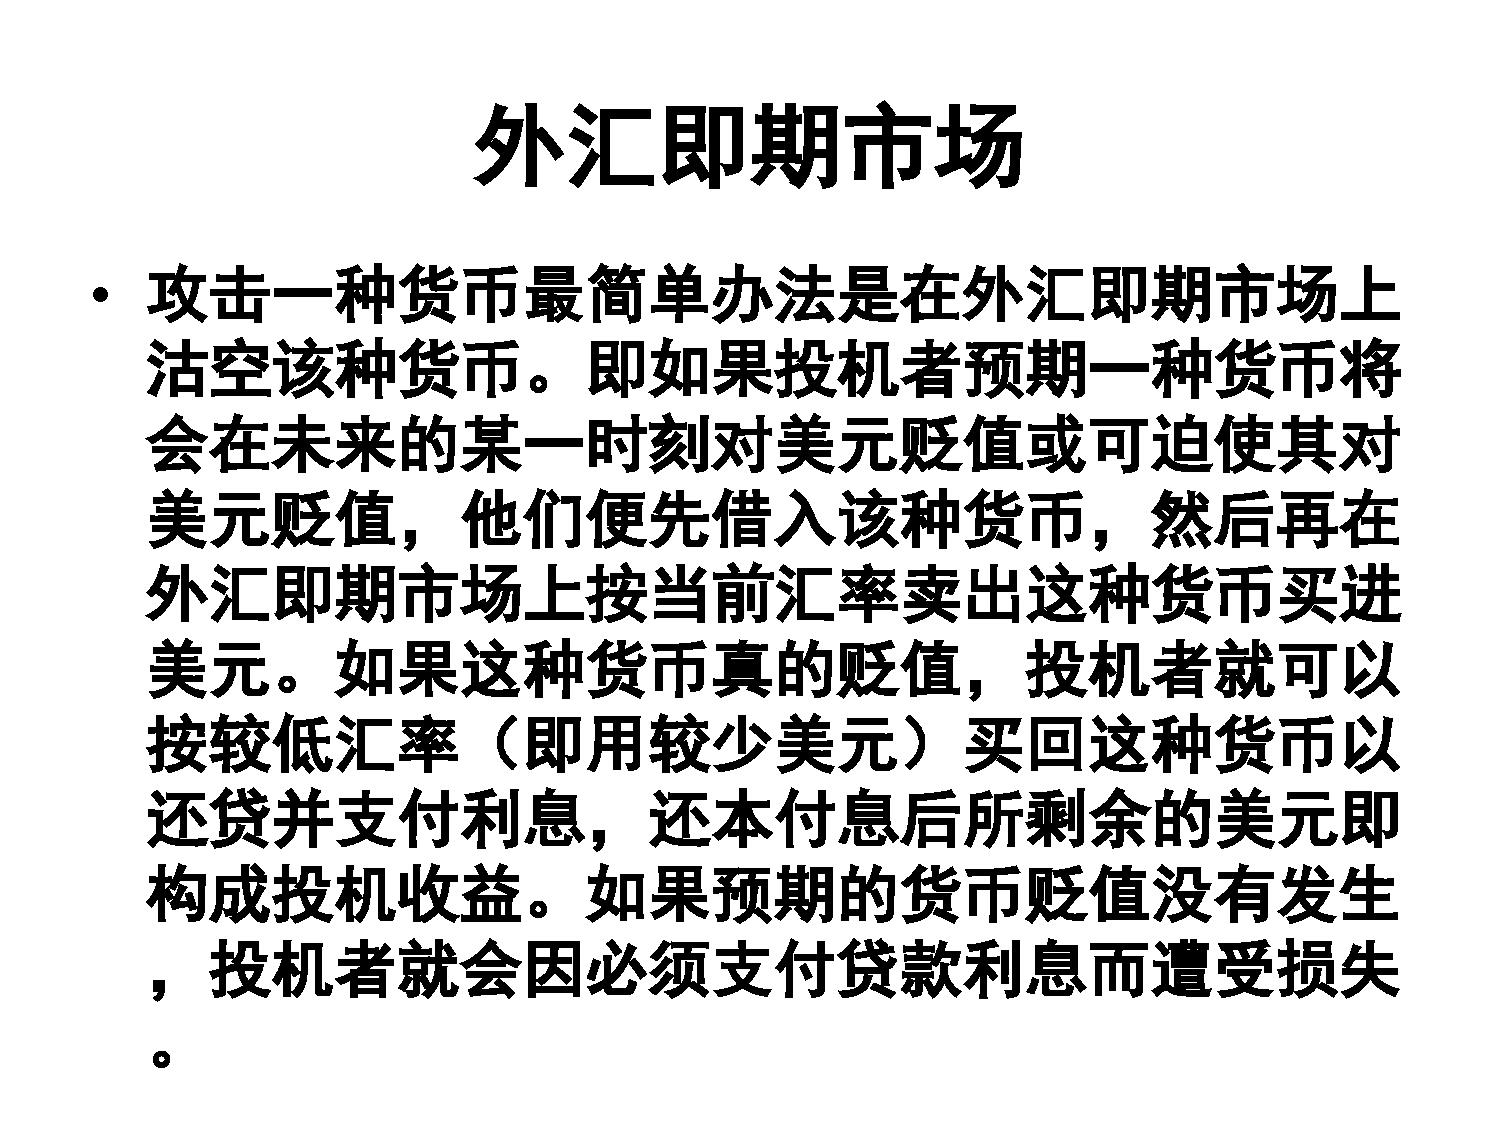 外汇即期市场
• 攻击一种货币最简单办法是在外汇即期市场上
沽空该种货币。即如果投机者预期一种货币将
会在未来的某一时刻对美元贬值或可迫使其对
美元贬值，他们便先借入该种货币，然后再在
外汇即期市场上按当前汇率卖出这种货币买进
美元。如果这种货币真的贬值，投机者就可以
按较低汇率（即用较少美元）买回这种货币以
还贷并支付利息，还本付息后所剩余的美元即
构成投机收益。如果预期的货币贬值没有发生
，投机者就会因必须支付贷款利息而遭受损失
。